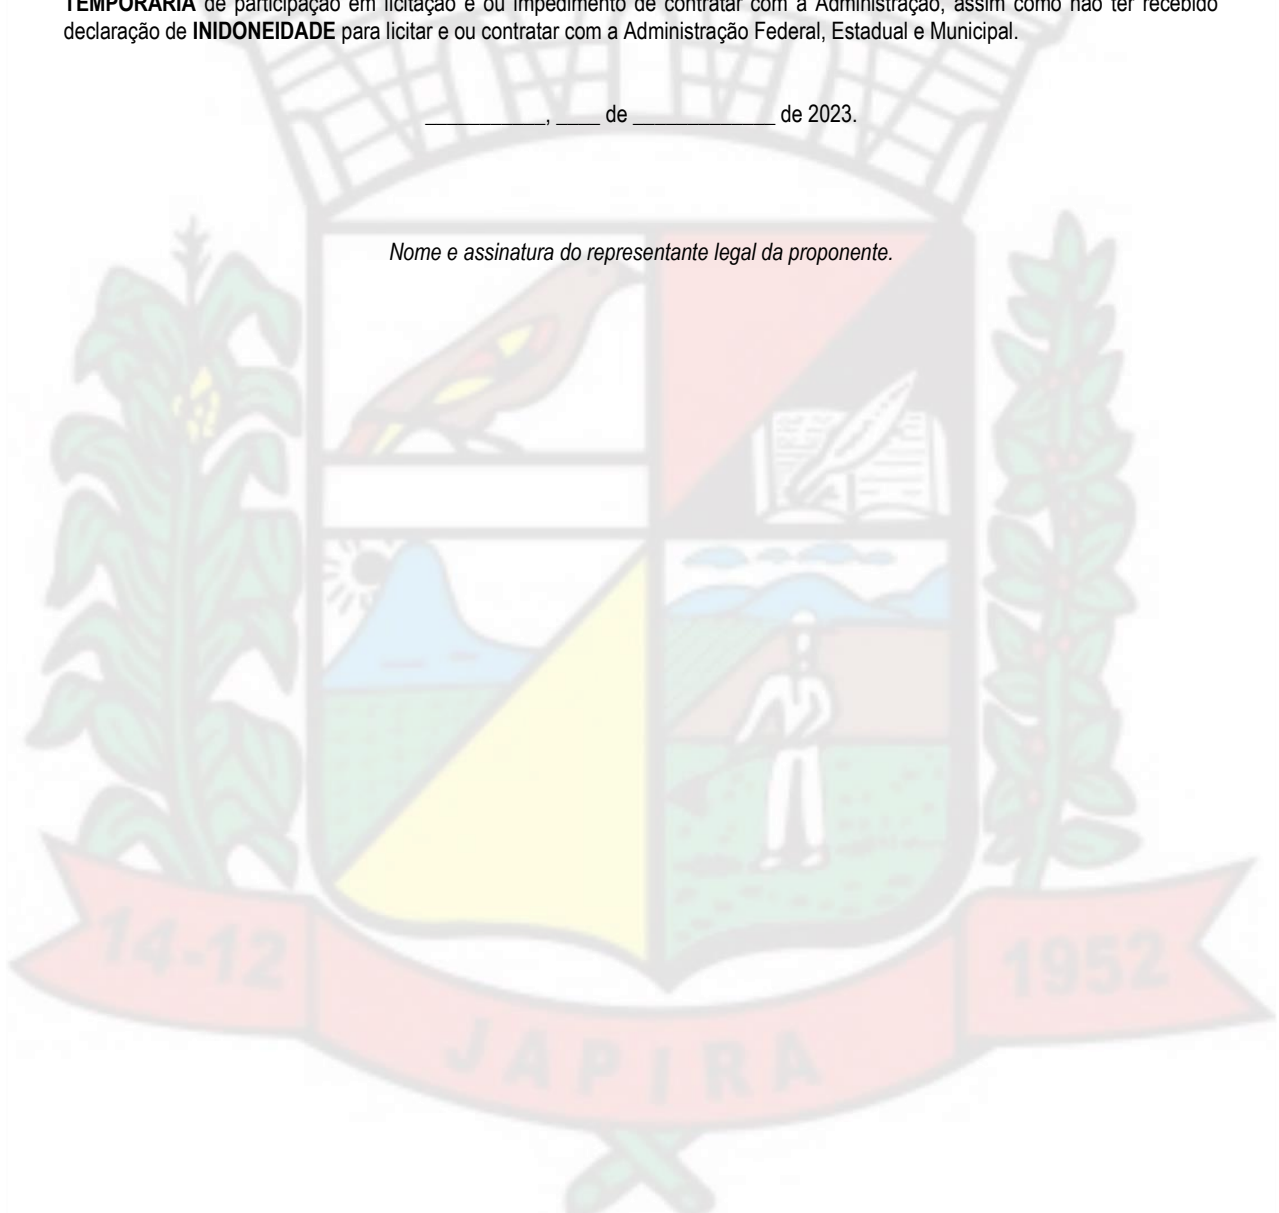 TEMPORÁRIA de participação em licitação e ou impedimento de contratar com a Administração, assim como não ter recebido
declaração de INIDONEIDADE para licitar e ou contratar com a Administração Federal, Estadual e Municipal.
___________, ____ de _____________ de 2023.
Nome e assinatura do representante legal da proponente.
14-12
1952
JAPIRA